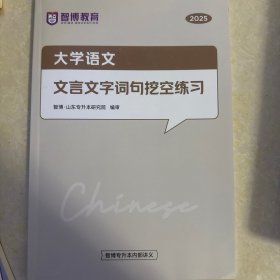 智博教育
2025
大学语文
文言文字词句挖空练习
智博·山东专升本研究院 编审
Chinese
智博专升本内部讲义